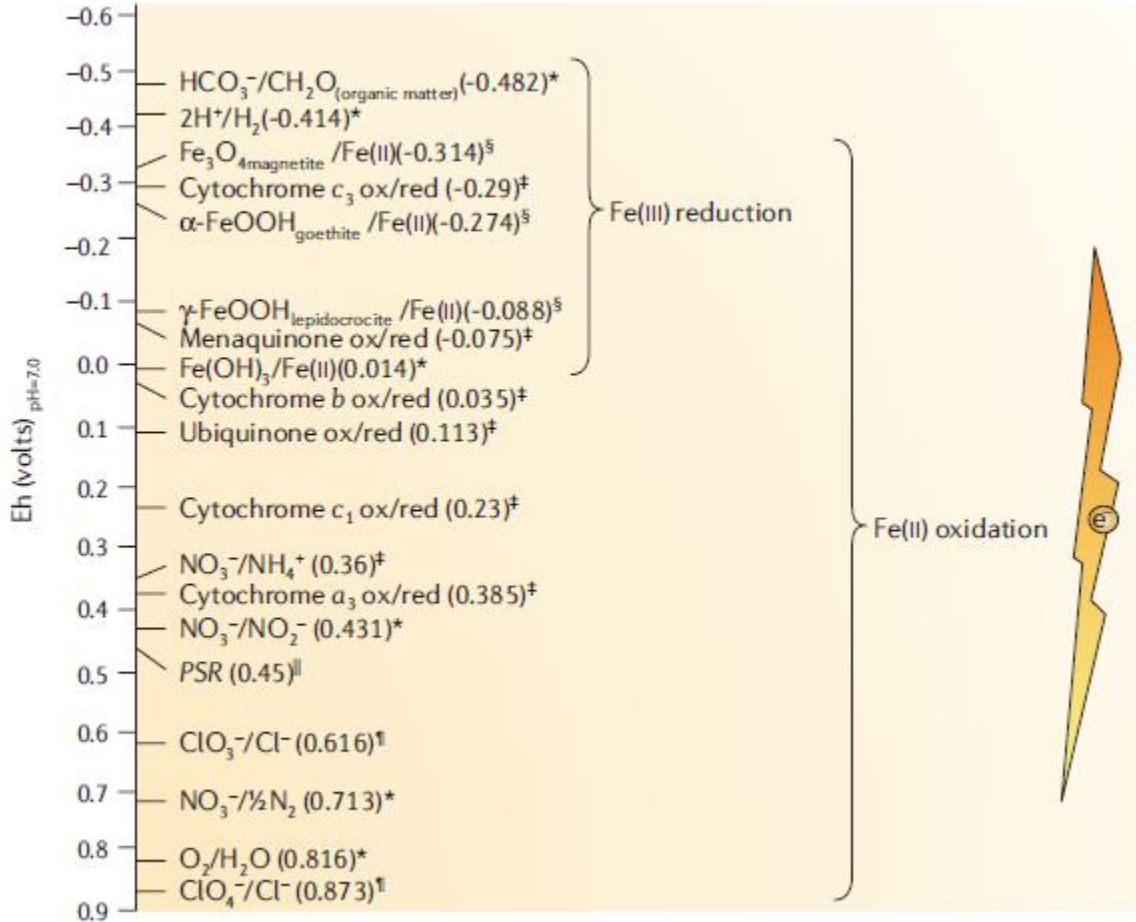 −0.6
−0.5
HCO₃⁻/CH₂O(organic matter)(-0.482)*
2H⁺/H₂(-0.414)*
−0.4
Fe₃O₄magnetite /Fe(II)(-0.314)§
−0.3
Cytochrome c₃ ox/red (-0.29)‡
α-FeOOHgoethite /Fe(II)(-0.274)§
Fe(III) reduction
−0.2
−0.1
γ-FeOOHlepidocrocite /Fe(II)(-0.088)§
Menaquinone ox/red (-0.075)‡
0.0
Fe(OH)₃/Fe(II)(0.014)*
Cytochrome b ox/red (0.035)‡
0.1
Ubiquinone ox/red (0.113)‡
Eh (volts) pH=7.0
0.2
Cytochrome c₁ ox/red (0.23)‡
e⁻
Fe(II) oxidation
0.3
NO₃⁻/NH₄⁺ (0.36)‡
Cytochrome a₃ ox/red (0.385)‡
0.4
NO₃⁻/NO₂⁻ (0.431)*
PSR (0.45)‖
0.5
0.6
ClO₃⁻/Cl⁻ (0.616)¶
0.7
NO₃⁻/½N₂ (0.713)*
0.8
O₂/H₂O (0.816)*
ClO₄⁻/Cl⁻ (0.873)¶
0.9